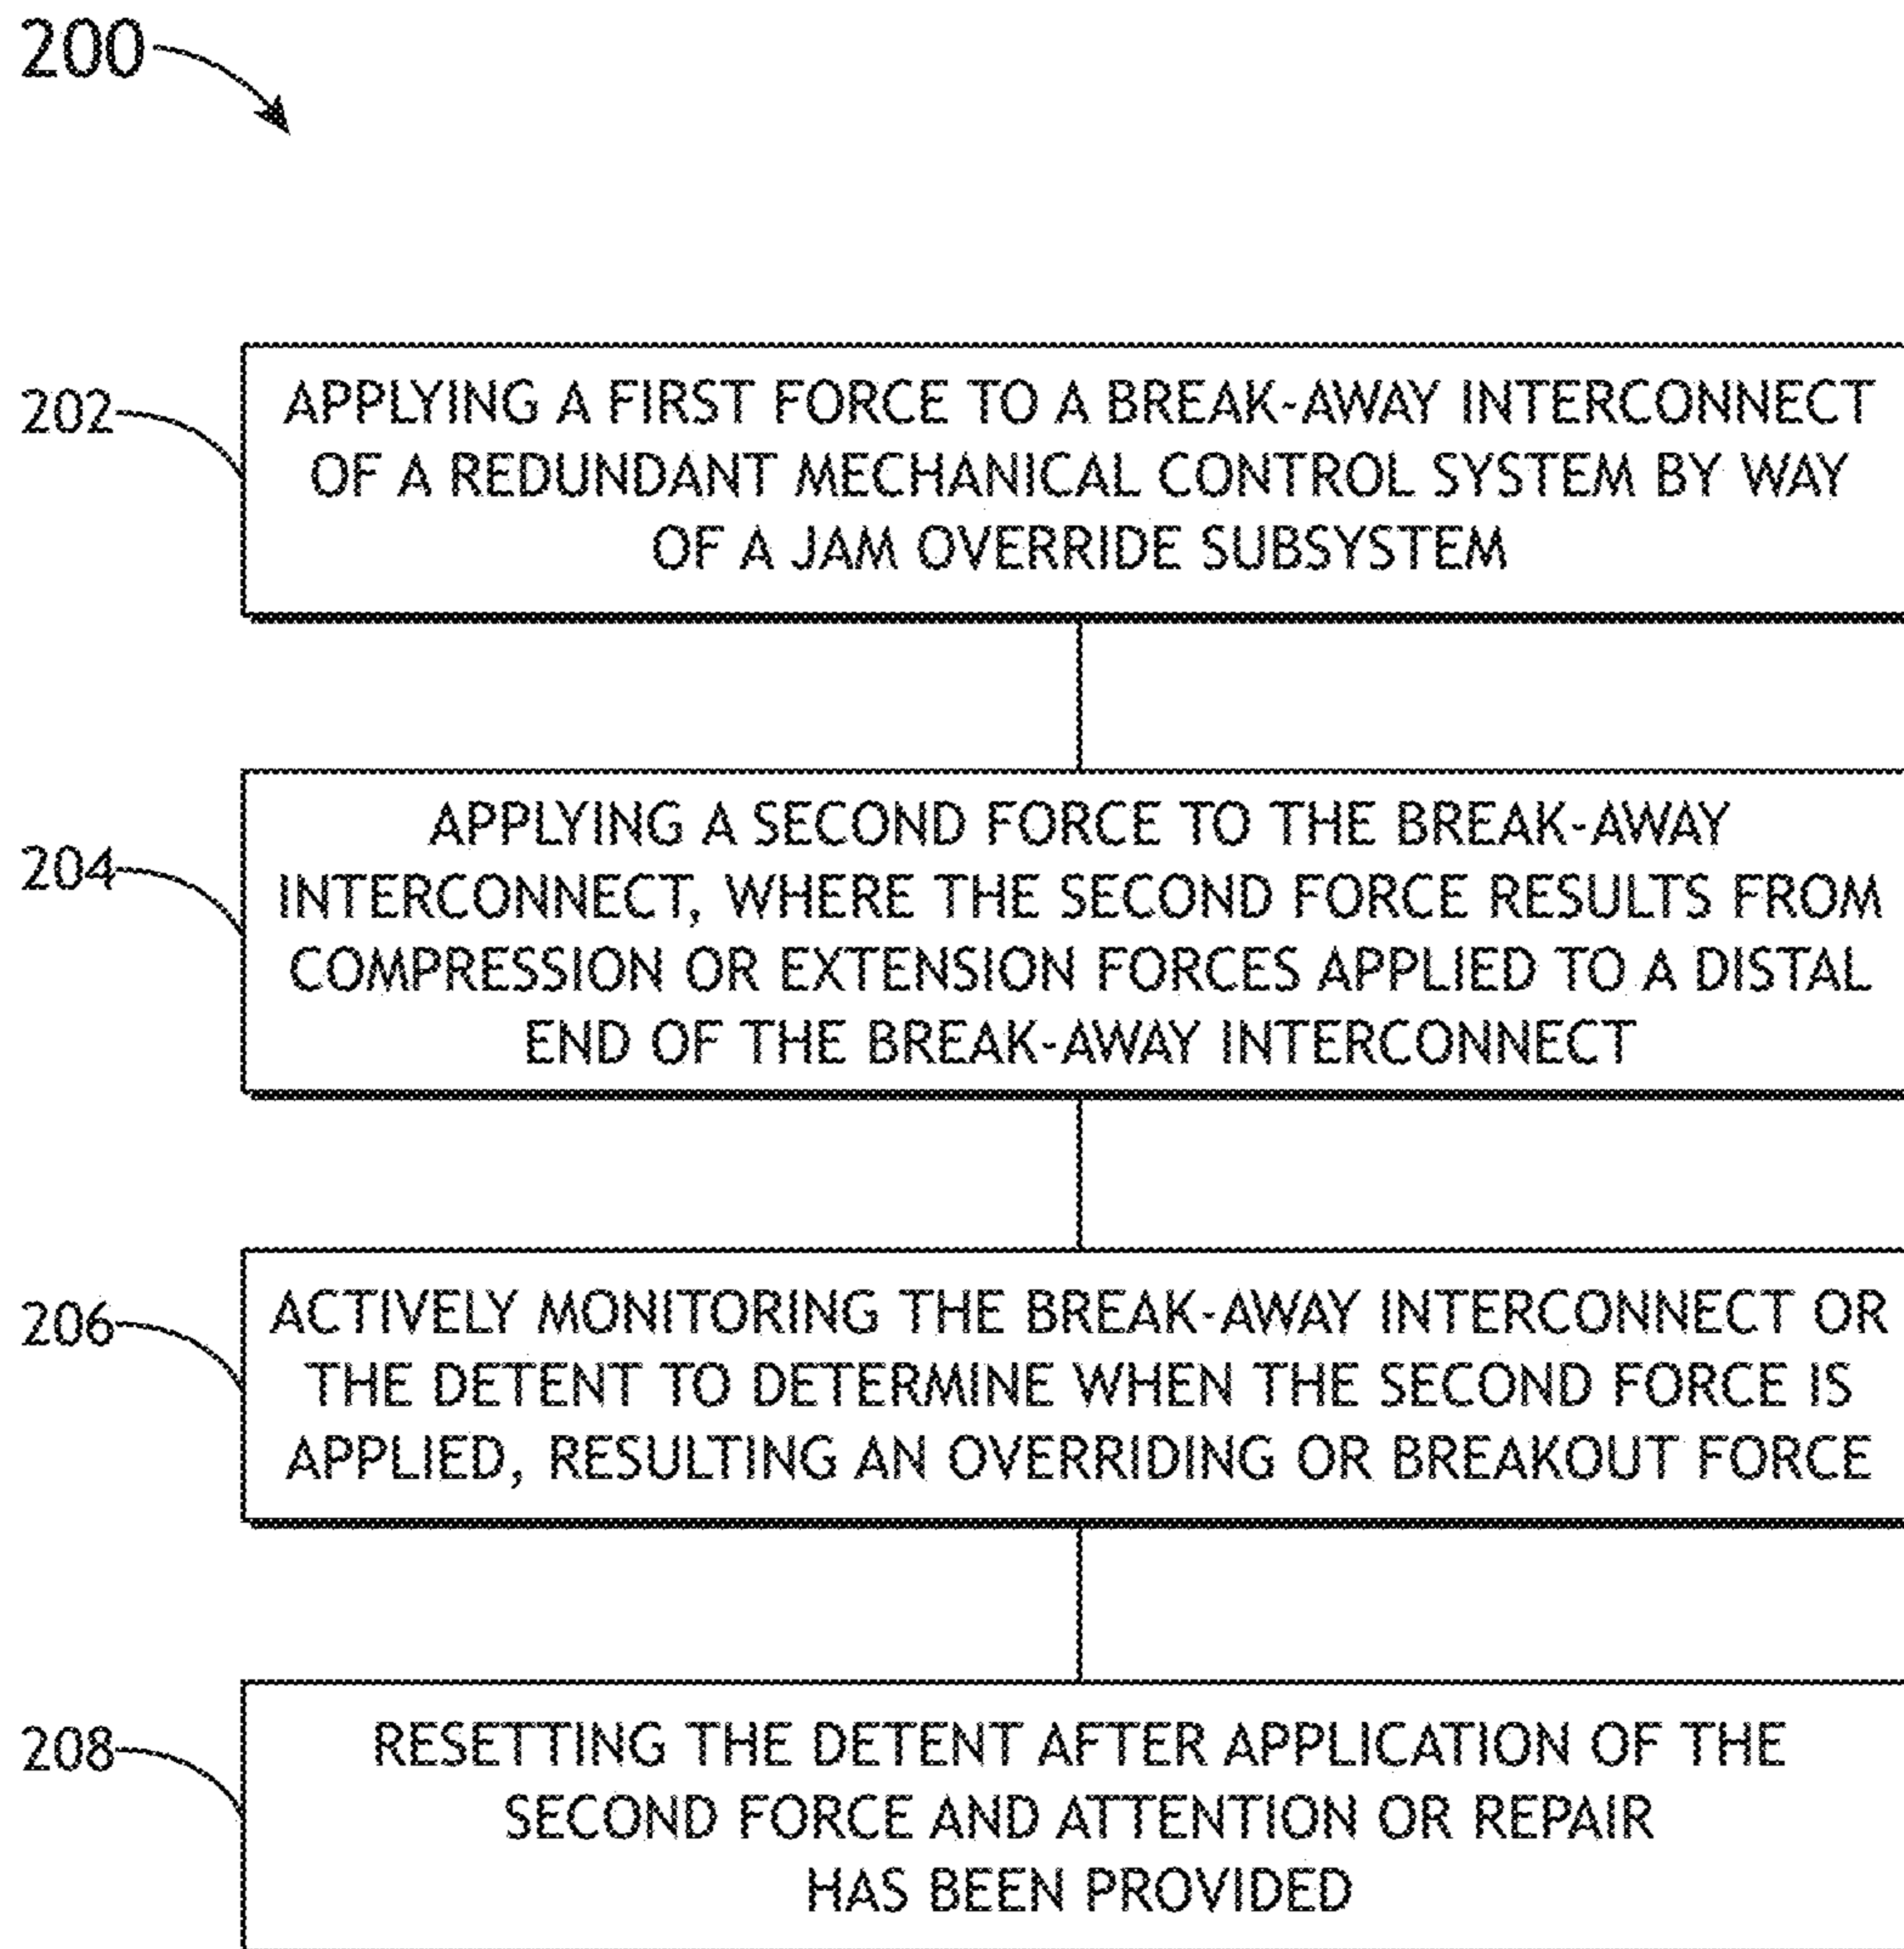 200
202
APPLYING A FIRST FORCE TO A BREAK-AWAY INTERCONNECT
OF A REDUNDANT MECHANICAL CONTROL SYSTEM BY WAY
OF A JAM OVERRIDE SUBSYSTEM
204
APPLYING A SECOND FORCE TO THE BREAK-AWAY
INTERCONNECT, WHERE THE SECOND FORCE RESULTS FROM
COMPRESSION OR EXTENSION FORCES APPLIED TO A DISTAL
END OF THE BREAK-AWAY INTERCONNECT
206
ACTIVELY MONITORING THE BREAK-AWAY INTERCONNECT OR
THE DETENT TO DETERMINE WHEN THE SECOND FORCE IS
APPLIED, RESULTING AN OVERRIDING OR BREAKOUT FORCE
208
RESETTING THE DETENT AFTER APPLICATION OF THE
SECOND FORCE AND ATTENTION OR REPAIR
HAS BEEN PROVIDED